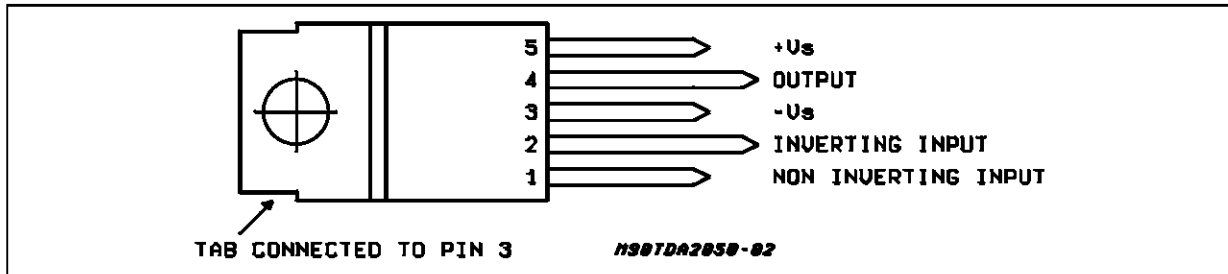 5 +Vs
4 OUTPUT
3 -Vs
2 INVERTING INPUT
1 NON INVERTING INPUT
TAB CONNECTED TO PIN 3
M90TDA2050-02